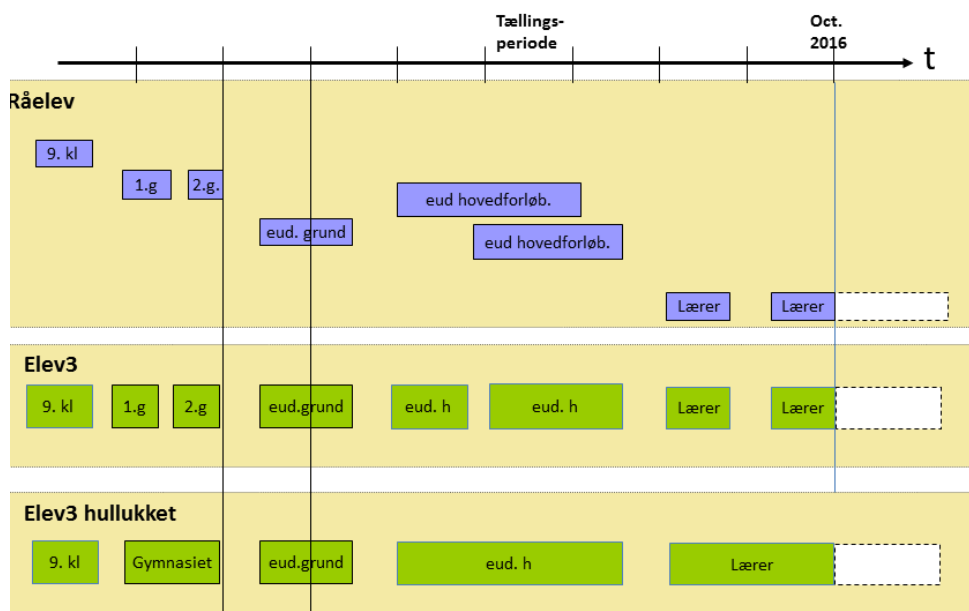 Tællings-
periode
Oct.
2016
t
Råelev
9. kl
1.g
2.g.
eud hovedforløb.
eud. grund
eud hovedforløb.
Lærer
Lærer
Elev3
9. kl
1.g
2.g
eud.grund
eud. h
eud. h
Lærer
Lærer
Elev3 hullukket
9. kl
Gymnasiet
eud.grund
eud. h
Lærer